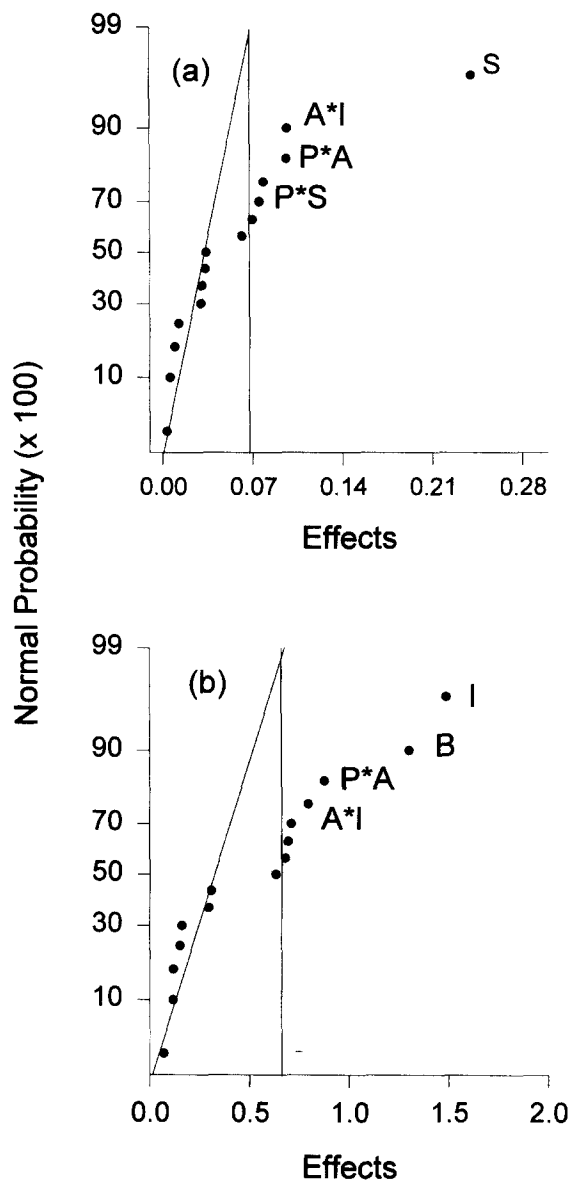 Normal Probability (x 100)
99
(a)
S
90
A*I
P*A
70
P*S
50
30
10
0.00 0.07 0.14 0.21 0.28
Effects
99
(b)
I
90
B
P*A
70
A*I
50
30
10
0.0 0.5 1.0 1.5 2.0
Effects